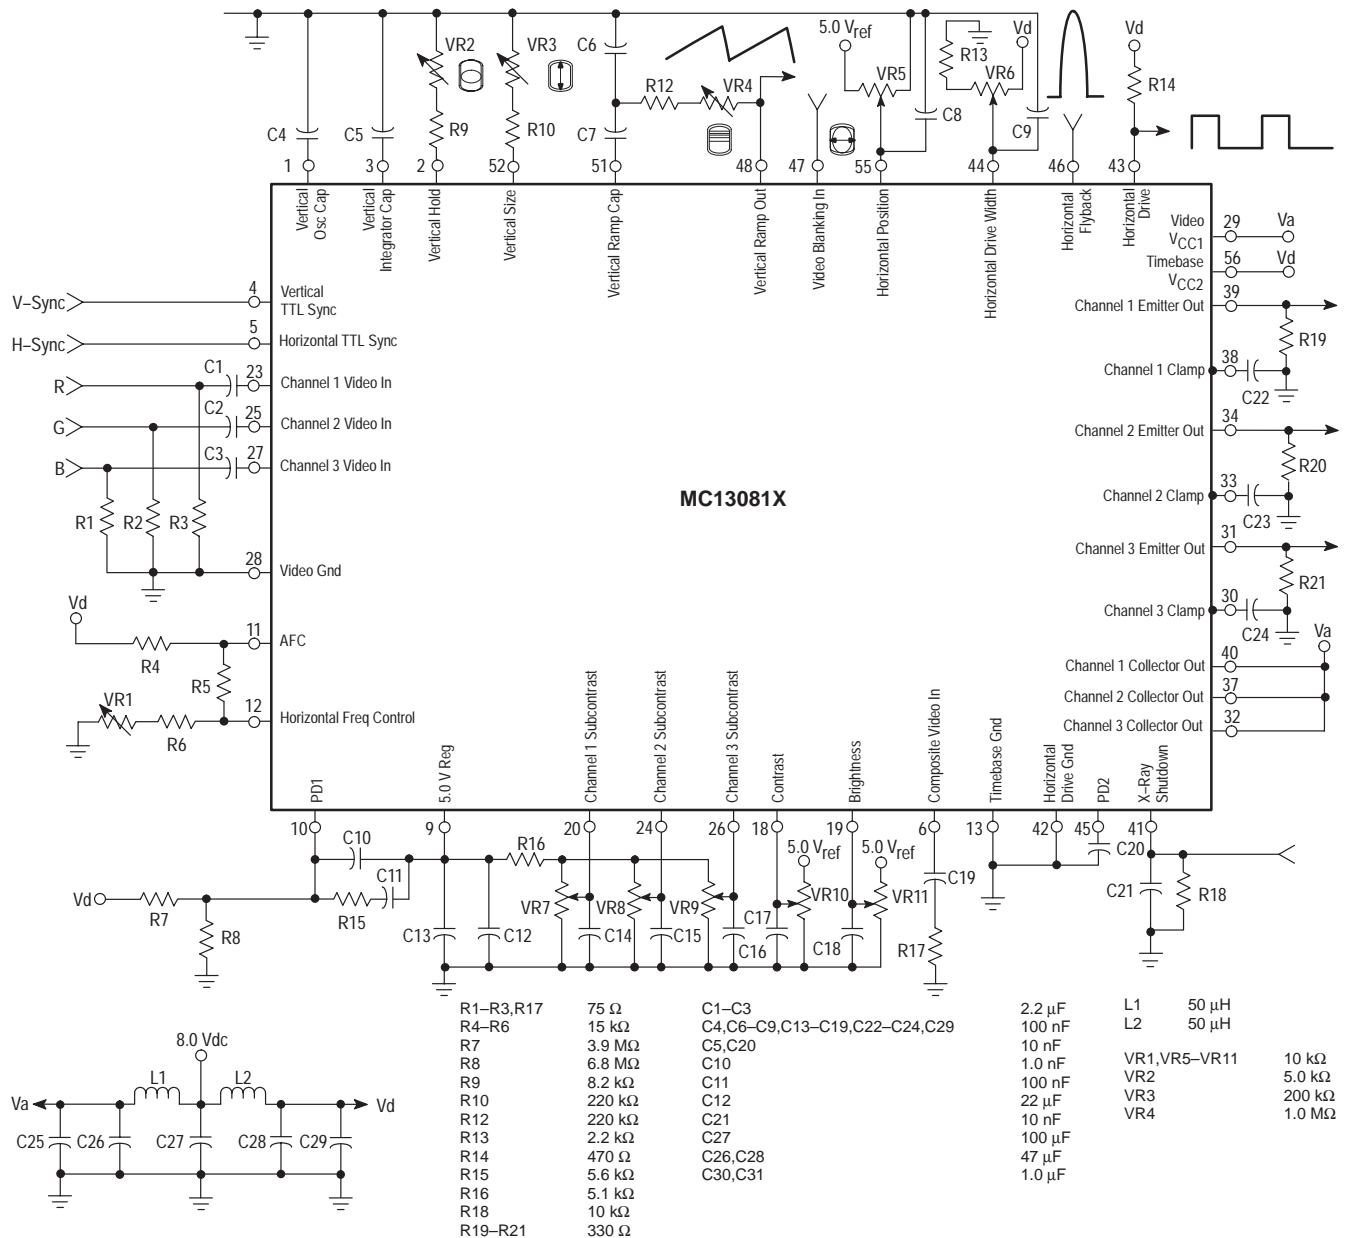 5.0 Vref
Vd
Vd
VR2
VR3
C6
R13
VR5
VR6
R14
R12
VR4
C4
C5
R9
R10
C7
C8
C9
1
3
2
52
51
48
47
55
44
46
43
Vertical
Osc Cap
Vertical
Integrator Cap
Vertical Hold
Vertical Size
Vertical Ramp Cap
Vertical Ramp Out
Video Blanking In
Horizontal Position
Horizontal Drive Width
Horizontal
Flyback
Horizontal
Drive
Video
VCC1
29
Va
Timebase
VCC2
56
Vd
V–Sync
4
Vertical
TTL Sync
H–Sync
5
Horizontal TTL Sync
R
C1
23
Channel 1 Video In
G
C2
25
Channel 2 Video In
B
C3
27
Channel 3 Video In
R1
R2
R3
28
Video Gnd
Vd
11
AFC
R4
R5
VR1
12
Horizontal Freq Control
R6
MC13081X
Channel 1 Emitter Out
39
R19
Channel 1 Clamp
38
C22
Channel 2 Emitter Out
34
R20
Channel 2 Clamp
33
C23
Channel 3 Emitter Out
31
R21
Channel 3 Clamp
30
C24
Va
Channel 1 Collector Out
40
Channel 2 Collector Out
37
Channel 3 Collector Out
32
PD1
5.0 V Reg
Channel 1 Subcontrast
Channel 2 Subcontrast
Channel 3 Subcontrast
Contrast
Brightness
Composite Video In
Timebase Gnd
Horizontal
Drive Gnd
PD2
X–Ray
Shutdown
10
9
20
24
26
18
19
6
13
42
45
41
C10
R16
5.0 Vref
5.0 Vref
C20
C11
C19
Vd
R7
R15
VR7
VR8
VR9
VR10
VR11
C21
R18
R8
C13
C12
C14
C15
C17
C16
C18
R17
8.0 Vdc
L1
L2
Va
Vd
C25
C26
C27
C28
C29
R1–R3,R17 75 Ω
R4–R6 15 kΩ
R7 3.9 MΩ
R8 6.8 MΩ
R9 8.2 kΩ
R10 220 kΩ
R12 220 kΩ
R13 2.2 kΩ
R14 470 Ω
R15 5.6 kΩ
R16 5.1 kΩ
R18 10 kΩ
R19–R21 330 Ω
C1–C3 2.2 µF
C4,C6–C9,C13–C19,C22–C24,C29 100 nF
C5,C20 10 nF
C10 1.0 nF
C11 100 nF
C12 22 µF
C21 10 nF
C27 100 µF
C26,C28 47 µF
C30,C31 1.0 µF
L1 50 µH
L2 50 µH
VR1,VR5–VR11 10 kΩ
VR2 5.0 kΩ
VR3 200 kΩ
VR4 1.0 MΩ